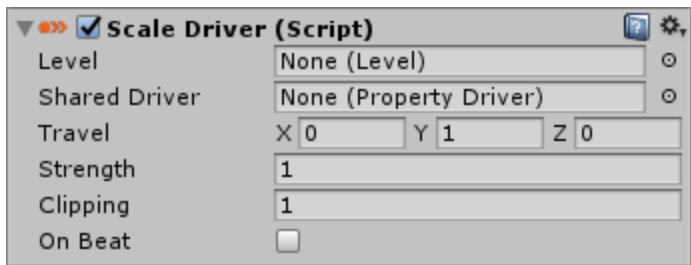 Scale Driver (Script)
Level None (Level)
Shared Driver None (Property Driver)
Travel X 0 Y 1 Z 0
Strength 1
Clipping 1
On Beat